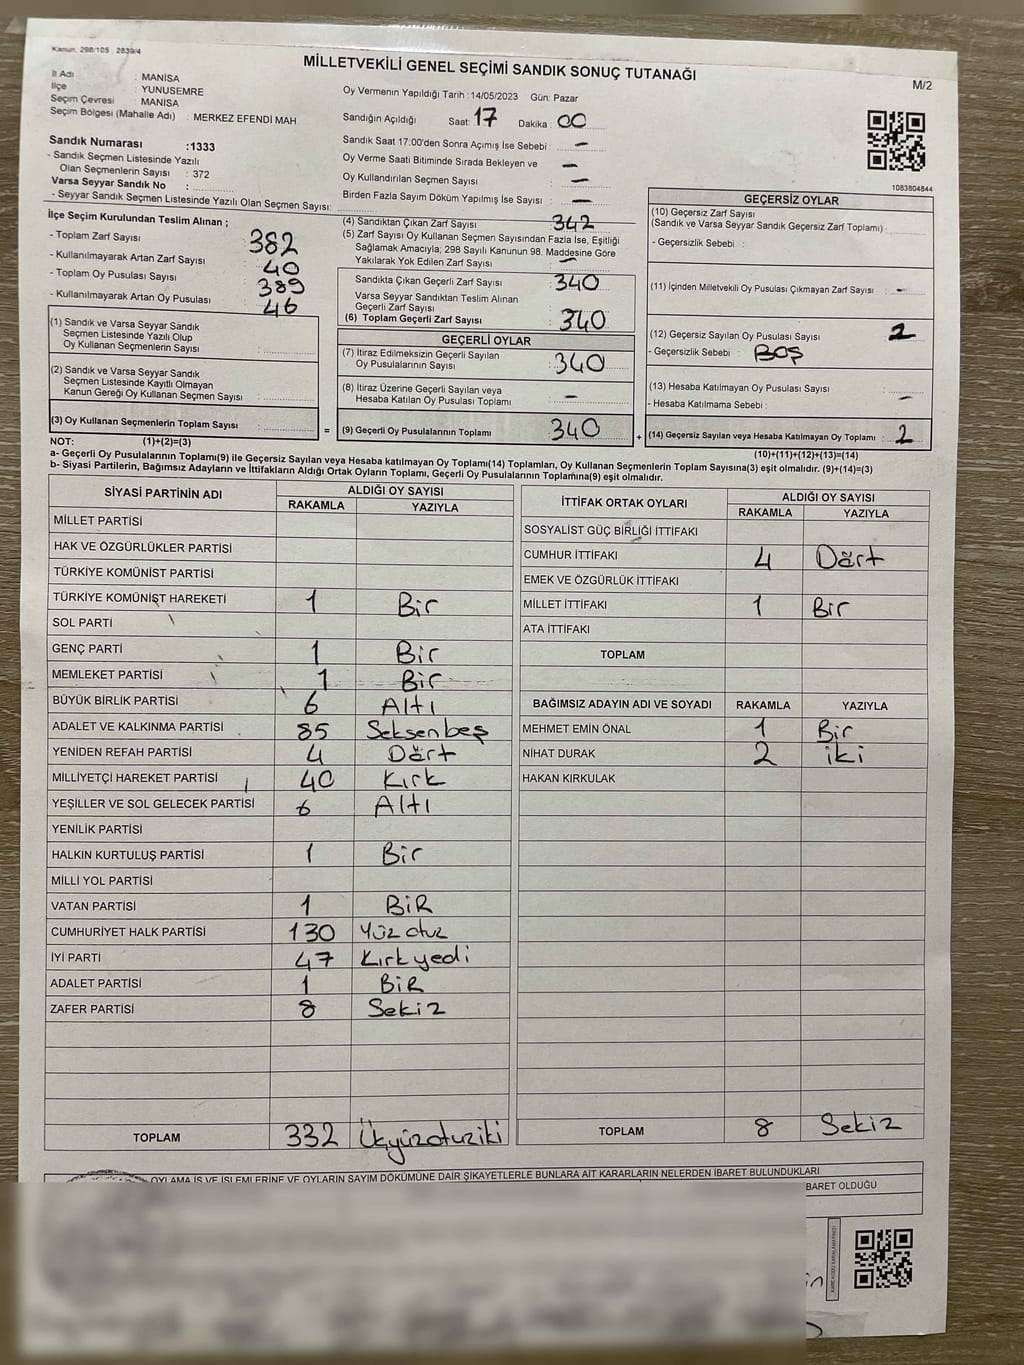 Kanun. 298/105 : 2839/4
MİLLETVEKİLİ GENEL SEÇİMİ SANDIK SONUÇ TUTANAĞI
M/2
İl Adı : MANİSA
İlçe : YUNUSEMRE
Seçim Çevresi : MANİSA
Seçim Bölgesi (Mahalle Adı) : MERKEZ EFENDİ MAH
Sandık Numarası :1333
- Sandık Seçmen Listesinde Yazılı
Olan Seçmenlerin Sayısı : 372
Varsa Seyyar Sandık No :
- Seyyar Sandık Seçmen Listesinde Yazılı Olan Seçmen Sayısı:
Oy Vermenin Yapıldığı Tarih :14/05/2023 Gün: Pazar
Sandığın Açıldığı Saat: 17 Dakika : 00
Sandık Saat 17:00'den Sonra Açımış İse Sebebi : -
Oy Verme Saati Bitiminde Sırada Bekleyen ve -
Oy Kullandırılan Seçmen Sayısı : -
Birden Fazla Sayım Döküm Yapılmış İse Sayısı : -
1083804844
İlçe Seçim Kurulundan Teslim Alınan ;
- Toplam Zarf Sayısı : 382
- Kullanılmayarak Artan Zarf Sayısı : 40
- Toplam Oy Pusulası Sayısı : 389
- Kullanılmayarak Artan Oy Pusulası : 46
(1) Sandık ve Varsa Seyyar Sandık
Seçmen Listesinde Yazılı Olup
Oy Kullanan Seçmenlerin Sayısı :
(2) Sandık ve Varsa Seyyar Sandık
Seçmen Listesinde Kayıtlı Olmayan
Kanun Gereği Oy Kullanan Seçmen Sayısı :
(3) Oy Kullanan Seçmenlerin Toplam Sayısı :
(4) Sandıktan Çıkan Zarf Sayısı : 342
(5) Zarf Sayısı Oy Kullanan Seçmen Sayısından Fazla İse, Eşitliği
Sağlamak Amacıyla; 298 Sayılı Kanunun 98. Maddesine Göre
Yakılarak Yok Edilen Zarf Sayısı : -
Sandıkta Çıkan Geçerli Zarf Sayısı : 340
Varsa Seyyar Sandıktan Teslim Alınan
Geçerli Zarf Sayısı :
(6) Toplam Geçerli Zarf Sayısı : 340
GEÇERLİ OYLAR
(7) İtiraz Edilmeksizin Geçerli Sayılan
Oy Pusulalarının Sayısı : 340
(8) İtiraz Üzerine Geçerli Sayılan veya
Hesaba Katılan Oy Pusulası Toplamı : -
= (9) Geçerli Oy Pusulalarının Toplamı 340 +
GEÇERSİZ OYLAR
(10) Geçersiz Zarf Sayısı
(Sandık ve Varsa Seyyar Sandık Geçersiz Zarf Toplamı) :
- Geçersizlik Sebebi :
(11) İçinden Milletvekili Oy Pusulası Çıkmayan Zarf Sayısı : -
(12) Geçersiz Sayılan Oy Pusulası Sayısı : 2
- Geçersizlik Sebebi : BOŞ
(13) Hesaba Katılmayan Oy Pusulası Sayısı : -
- Hesaba Katılmama Sebebi :
(14) Geçersiz Sayılan veya Hesaba Katılmayan Oy Toplamı : 2
NOT: (1)+(2)=(3) (10)+(11)+(12)+(13)=(14)
a- Geçerli Oy Pusulalarının Toplamı(9) ile Geçersiz Sayılan veya Hesaba katılmayan Oy Toplamı(14) Toplamları, Oy Kullanan Seçmenlerin Toplam Sayısına(3) eşit olmalıdır. (9)+(14)=(3)
b- Siyasi Partilerin, Bağımsız Adayların ve İttifakların Aldığı Ortak Oyların Toplamı, Geçerli Oy Pusulalarının Toplamına(9) eşit olmalıdır.
SİYASİ PARTİNİN ADI ALDIĞI OY SAYISI
RAKAMLA YAZIYLA
MİLLET PARTİSİ
HAK VE ÖZGÜRLÜKLER PARTİSİ
TÜRKİYE KOMÜNİST PARTİSİ
TÜRKİYE KOMÜNİST HAREKETİ 1 Bir
SOL PARTİ
GENÇ PARTİ 1 Bir
MEMLEKET PARTİSİ 1 Bir
BÜYÜK BİRLİK PARTİSİ 6 Altı
ADALET VE KALKINMA PARTİSİ 85 Seksenbeş
YENİDEN REFAH PARTİSİ 4 Dört
MİLLİYETÇİ HAREKET PARTİSİ 40 Kırk
YEŞİLLER VE SOL GELECEK PARTİSİ 6 Altı
YENİLİK PARTİSİ
HALKIN KURTULUŞ PARTİSİ 1 Bir
MİLLİ YOL PARTİSİ
VATAN PARTİSİ 1 BİR
CUMHURİYET HALK PARTİSİ 130 Yüz otuz
İYİ PARTİ 47 Kırk yedi
ADALET PARTİSİ 1 BİR
ZAFER PARTİSİ 8 Sekiz
TOPLAM 332 Üçyüzotuziki
İTTİFAK ORTAK OYLARI ALDIĞI OY SAYISI
RAKAMLA YAZIYLA
SOSYALİST GÜÇ BİRLİĞİ İTTİFAKI
CUMHUR İTTİFAKI 4 Dört
EMEK VE ÖZGÜRLÜK İTTİFAKI
MİLLET İTTİFAKI 1 Bir
ATA İTTİFAKI
TOPLAM
BAĞIMSIZ ADAYIN ADI VE SOYADI RAKAMLA YAZIYLA
MEHMET EMİN ÖNAL 1 Bir
NİHAT DURAK 2 iki
HAKAN KIRKULAK
TOPLAM 8 Sekiz
OYLAMA İŞ VE İŞLEMLERİNE VE OYLARIN SAYIM DÖKÜMÜNE DAİR ŞİKAYETLERLE BUNLARA AİT KARARLARIN NELERDEN İBARET BULUNDUKLARI
BARET OLDUĞU